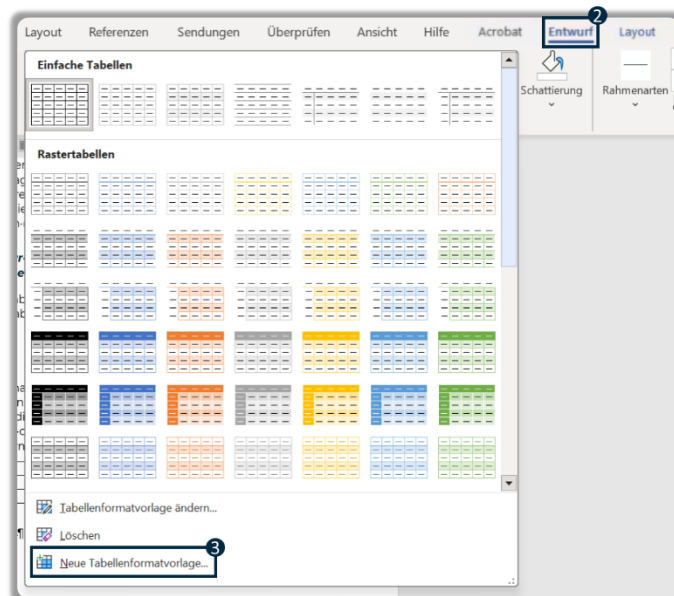 Layout Referenzen Sendungen Überprüfen Ansicht Hilfe Acrobat Entwurf Layout
2
Einfache Tabellen
Schattierung Rahmenarten
Rastertabellen
Tabellenformatvorlage ändern...
Löschen
Neue Tabellenformatvorlage...
3